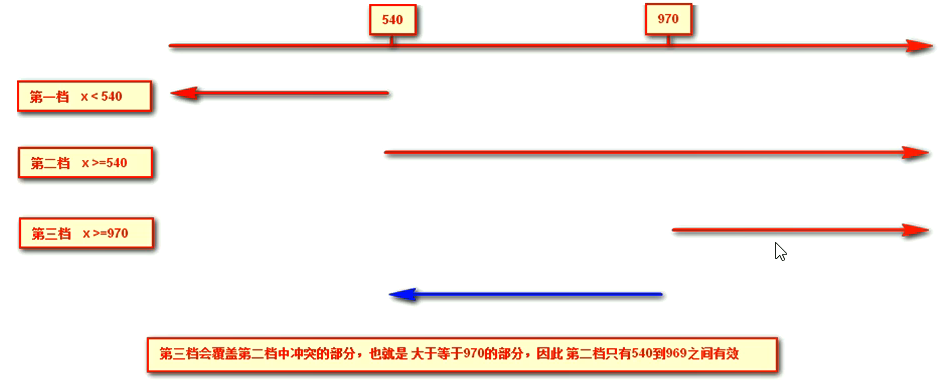 540
970
第一档 x < 540
第二档 x >=540
第三档 x >=970
第三档会覆盖第二档中冲突的部分，也就是 大于等于970的部分，因此 第二档只有540到969之间有效